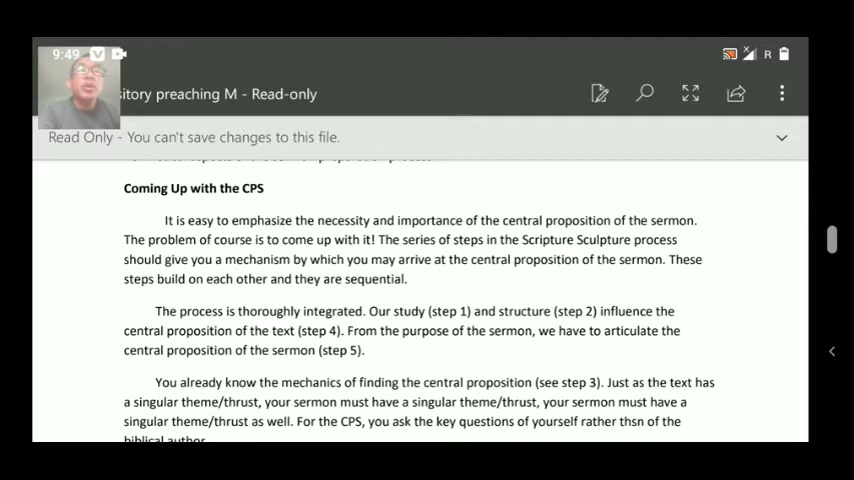 9:49
R
sitory preaching M - Read-only
Read Only - You can't save changes to this file.
Coming Up with the CPS
It is easy to emphasize the necessity and importance of the central proposition of the sermon.
The problem of course is to come up with it! The series of steps in the Scripture Sculpture process
should give you a mechanism by which you may arrive at the central proposition of the sermon. These
steps build on each other and they are sequential.
The process is thoroughly integrated. Our study (step 1) and structure (step 2) influence the
central proposition of the text (step 4). From the purpose of the sermon, we have to articulate the
central proposition of the sermon (step 5).
You already know the mechanics of finding the central proposition (see step 3). Just as the text has
a singular theme/thrust, your sermon must have a singular theme/thrust, your sermon must have a
singular theme/thrust as well. For the CPS, you ask the key questions of yourself rather thsn of the
biblical author.